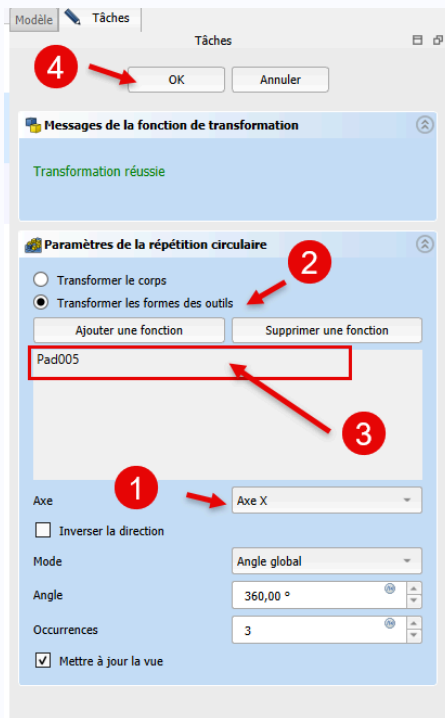 Modèle Tâches
Tâches
4
OK Annuler
Messages de la fonction de transformation
Transformation réussie
Paramètres de la répétition circulaire
2
Transformer le corps
Transformer les formes des outils
Ajouter une fonction Supprimer une fonction
Pad005
3
1
Axe Axe X
Inverser la direction
Mode Angle global
Angle 360,00 °
Occurrences 3
Mettre à jour la vue